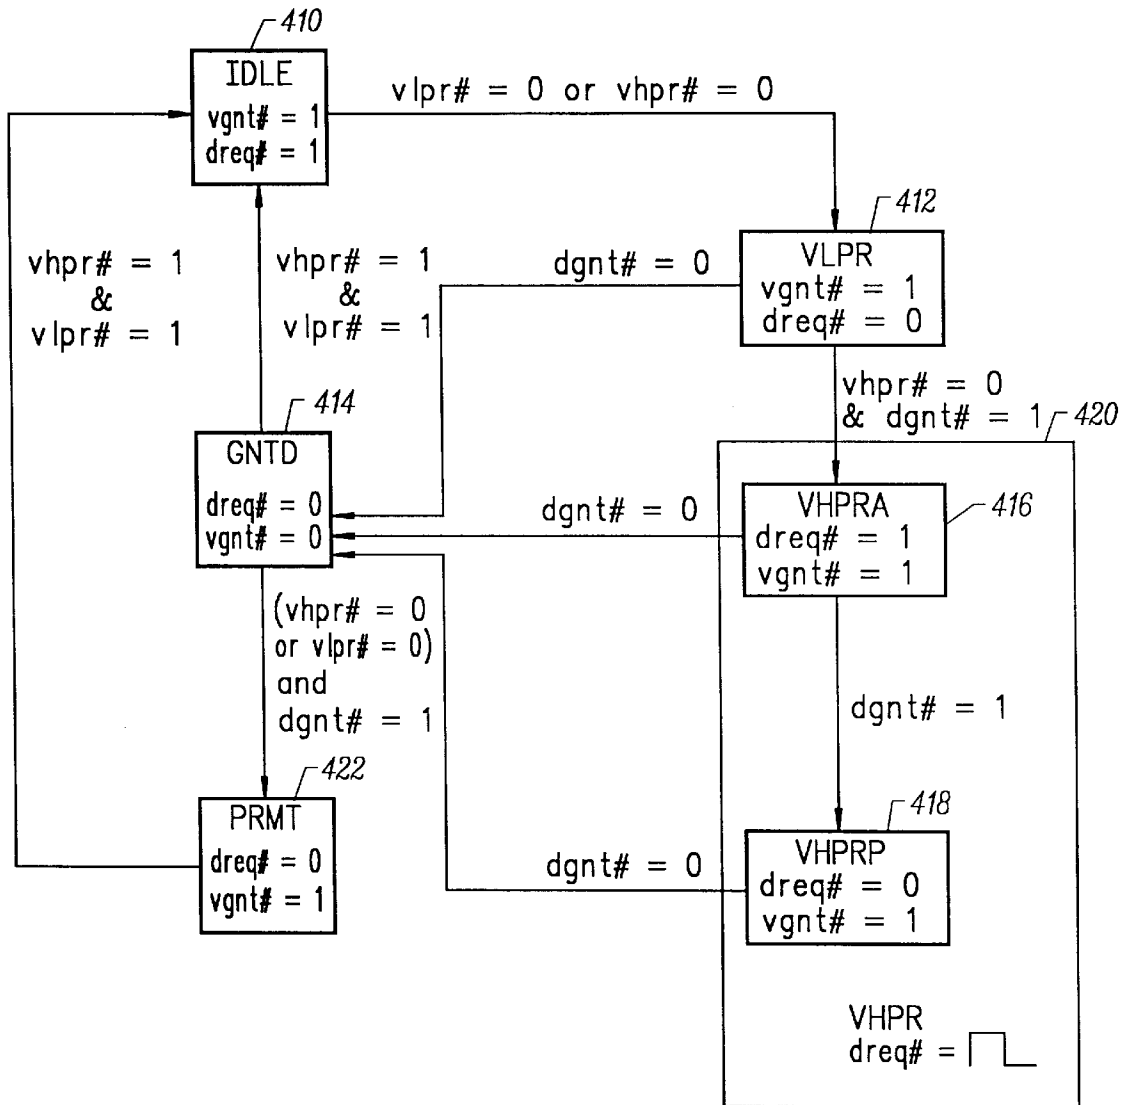 410
IDLE
vgnt# = 1
dreq# = 1
vlpr# = 0 or vhpr# = 0
412
VLPR
vgnt# = 1
dreq# = 0
dgnt# = 0
vhpr# = 1
&
vlpr# = 1
vhpr# = 1
&
vlpr# = 1
vhpr# = 0
& dgnt# = 1
420
414
GNTD
dreq# = 0
vgnt# = 0
dgnt# = 0
VHPRA
dreq# = 1
vgnt# = 1
416
(vhpr# = 0
or vlpr# = 0)
and
dgnt# = 1
dgnt# = 1
422
PRMT
dreq# = 0
vgnt# = 1
dgnt# = 0
418
VHPRP
dreq# = 0
vgnt# = 1
VHPR
dreq# =